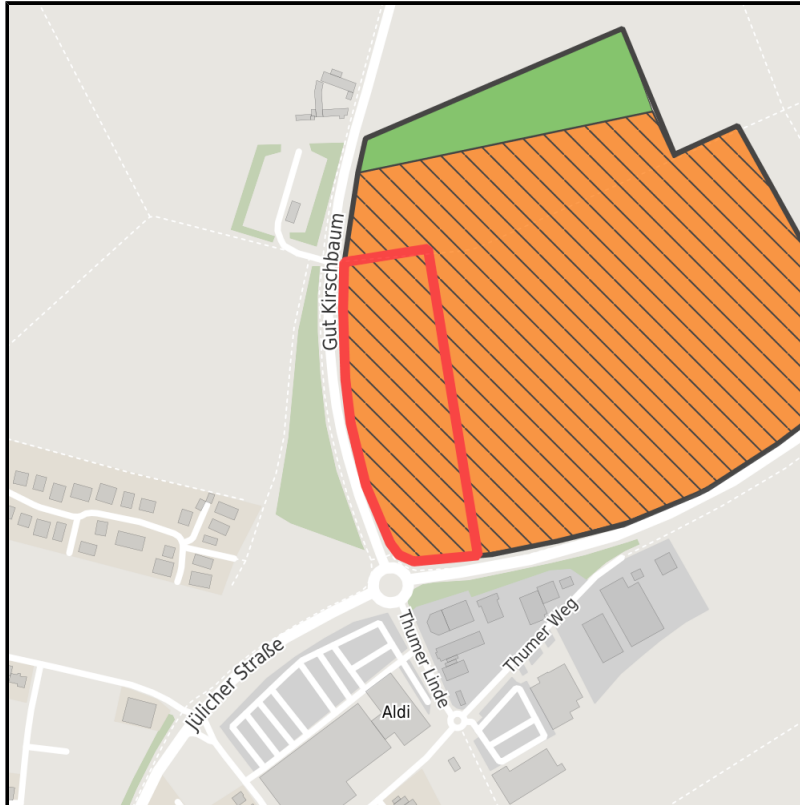 Gut Kirschbaum
Jülicher Straße
Thumer Linde
Thumer Weg
Aldi